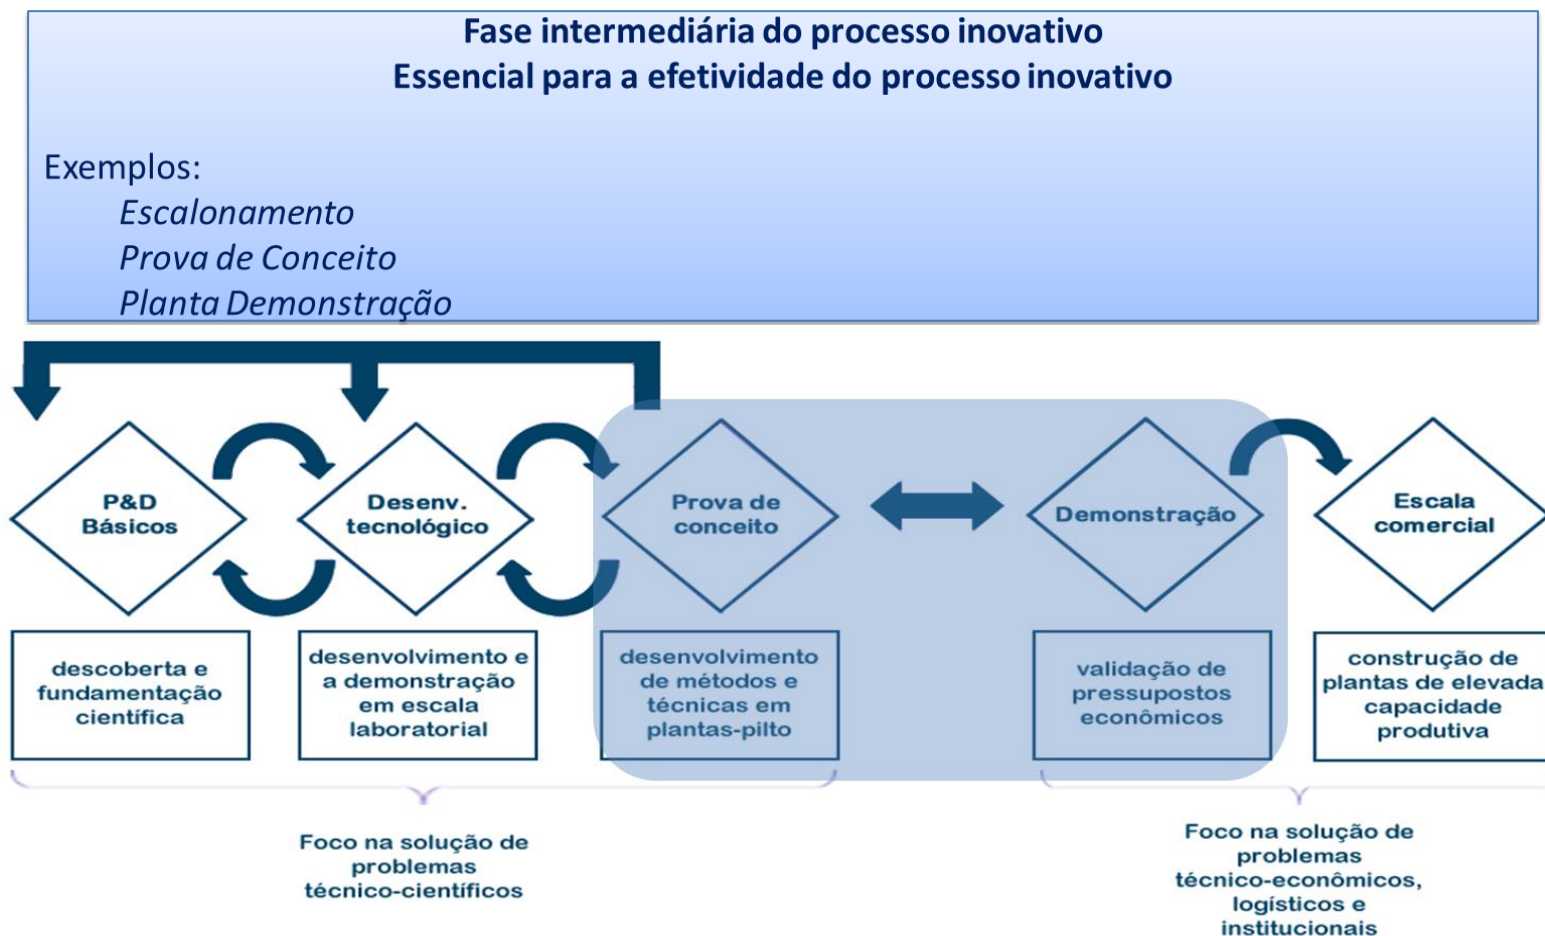 Fase intermediária do processo inovativo
Essencial para a efetividade do processo inovativo
Exemplos:
Escalonamento
Prova de Conceito
Planta Demonstração
P&D
Básicos
Desenv.
tecnológico
Prova de
conceito
Demonstração
Escala
comercial
descoberta e
fundamentação
científica
desenvolvimento e
a demonstração
em escala
laboratorial
desenvolvimento
de métodos e
técnicas em
plantas-pilto
validação de
pressupostos
econômicos
construção de
plantas de elevada
capacidade
produtiva
Foco na solução de
problemas
técnico-científicos
Foco na solução de
problemas
técnico-econômicos,
logísticos e
institucionais